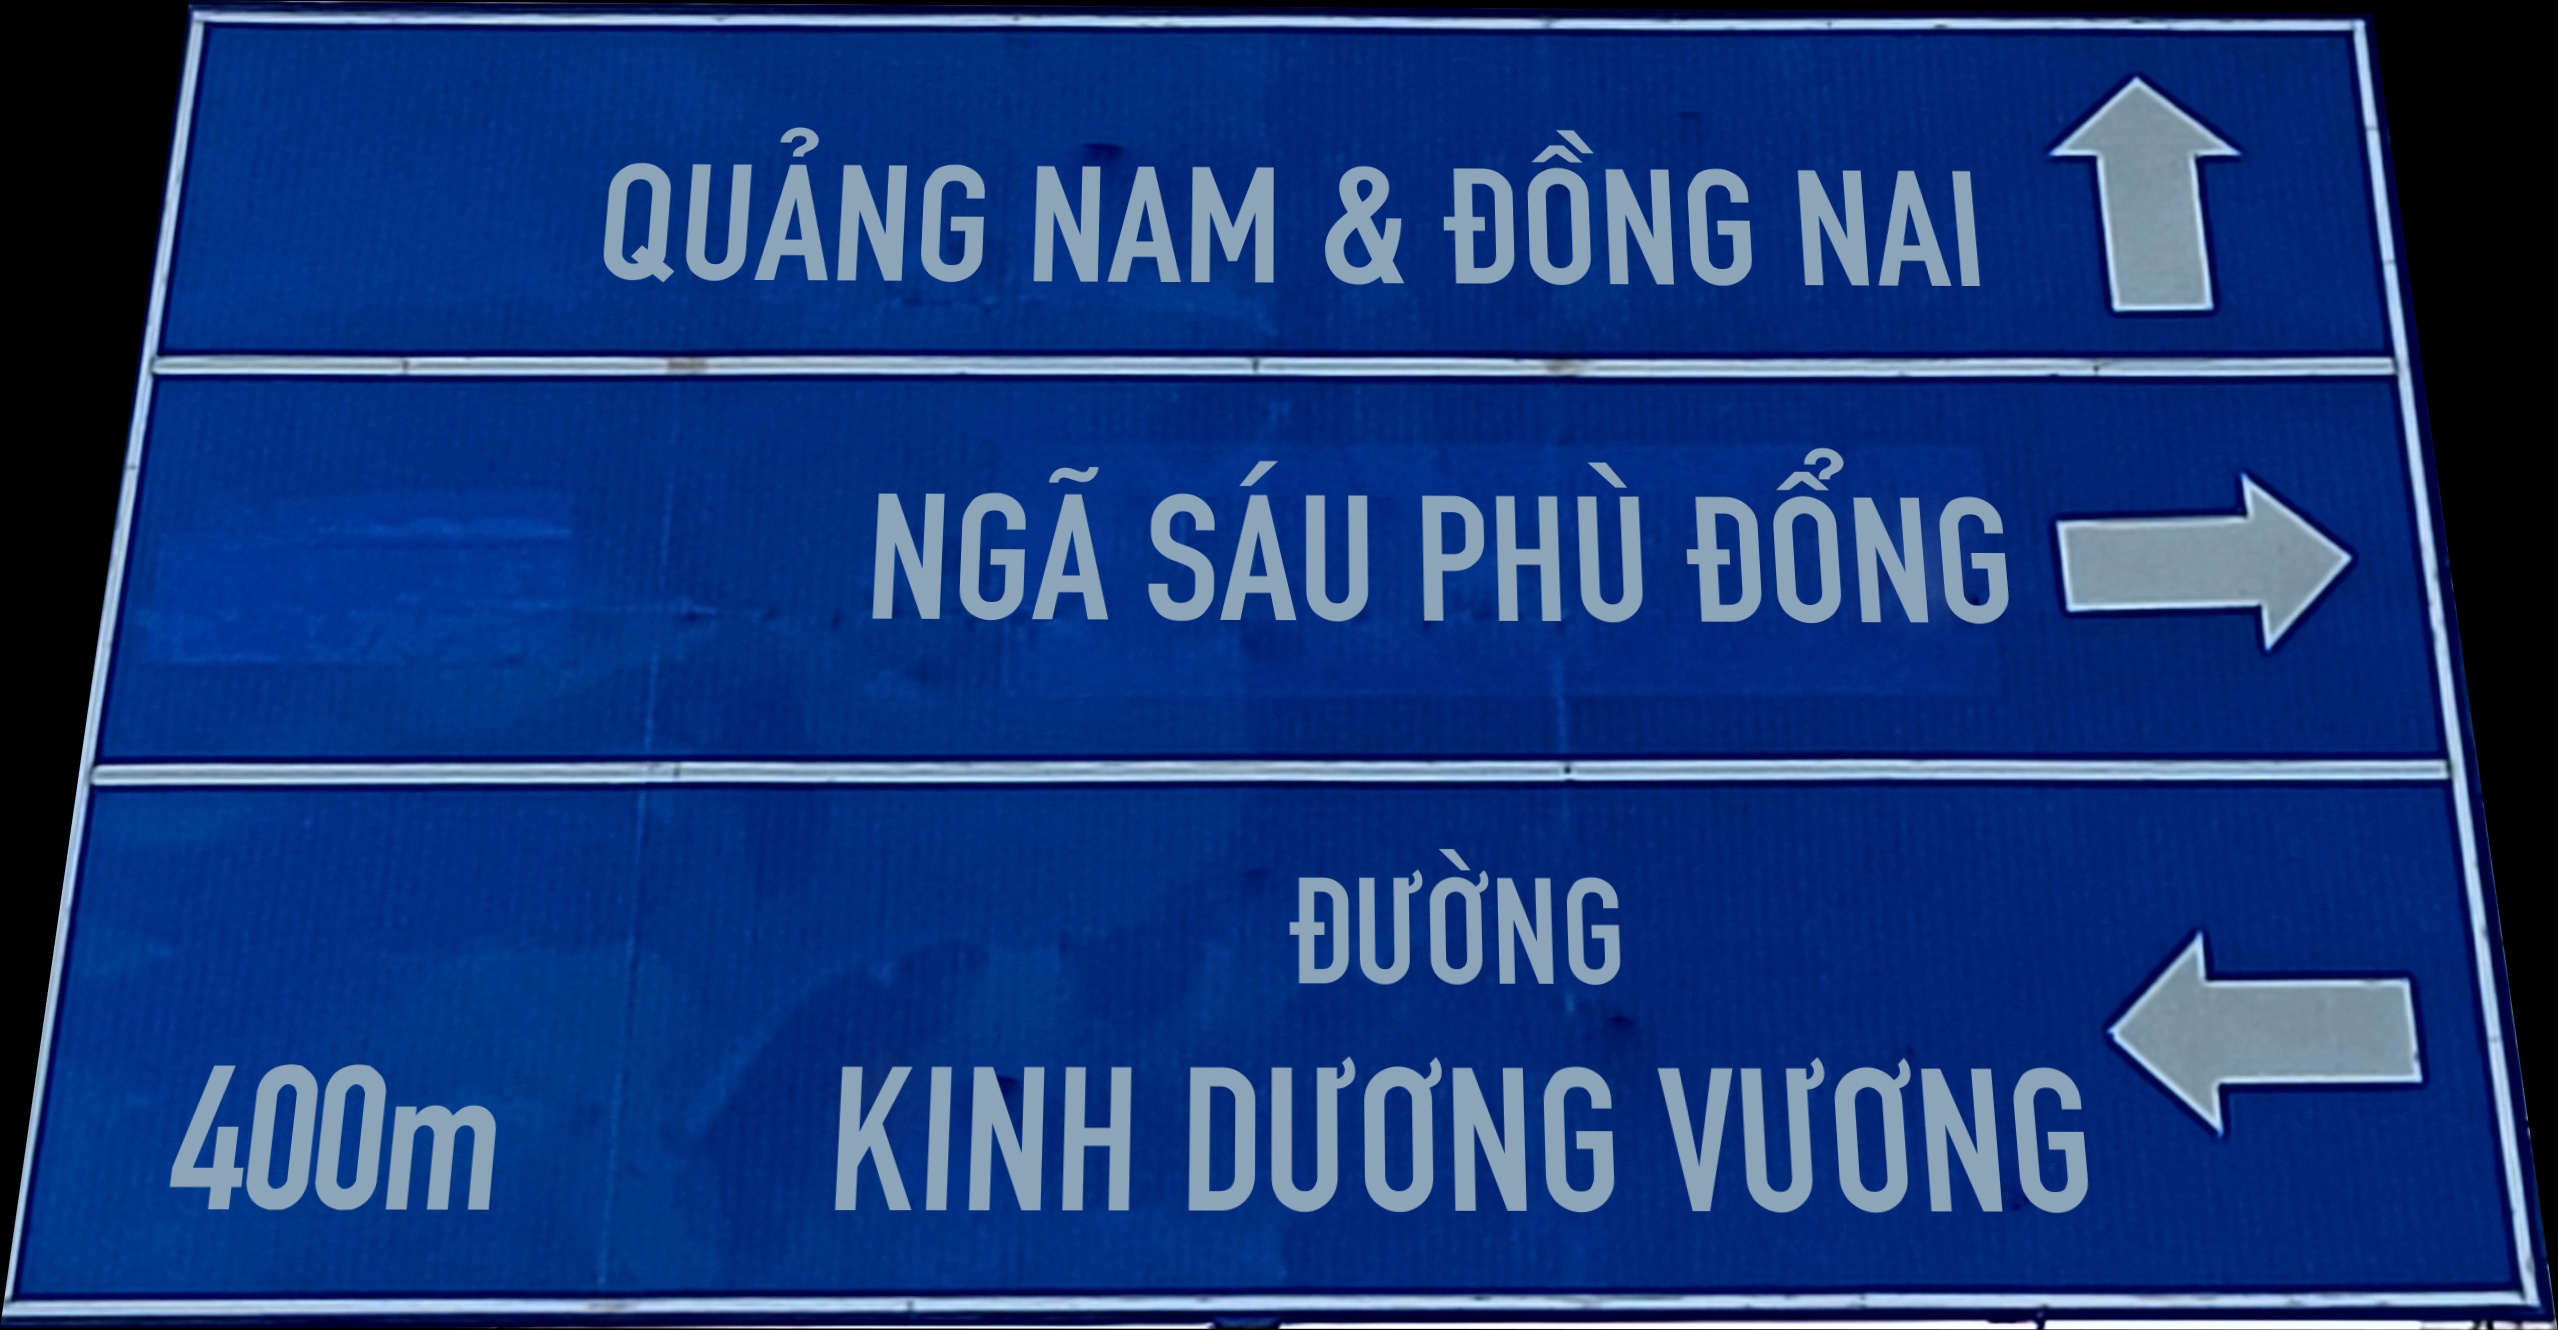 QUẢNG NAM & ĐỒNG NAI
NGÃ SÁU PHÙ ĐỔNG
ĐƯỜNG
KINH DƯƠNG VƯƠNG
400m